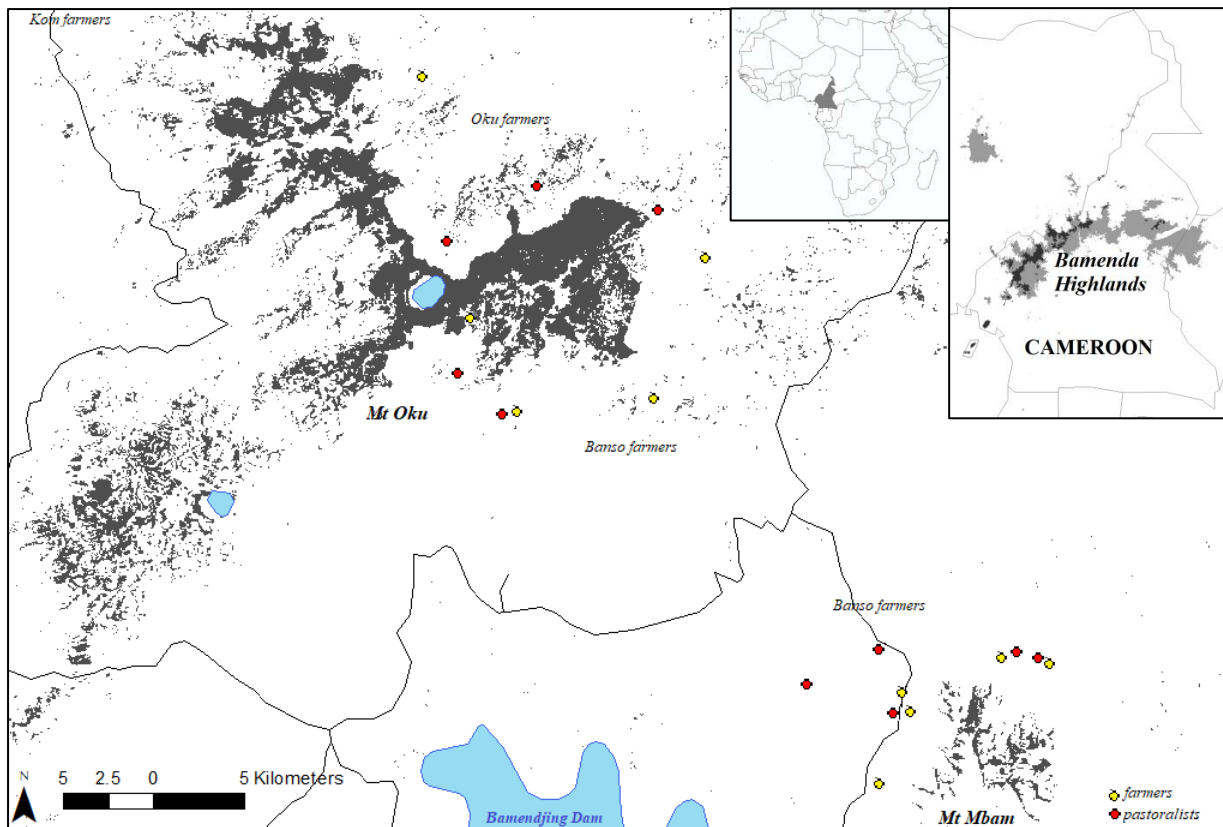 Kom farmers
Oku farmers
Bamenda
Highlands
CAMEROON
Mt Oku
Banso farmers
Banso farmers
N
5 2.5 0 5 Kilometers
Bamendjing Dam
Mt Mbam
farmers
pastoralists